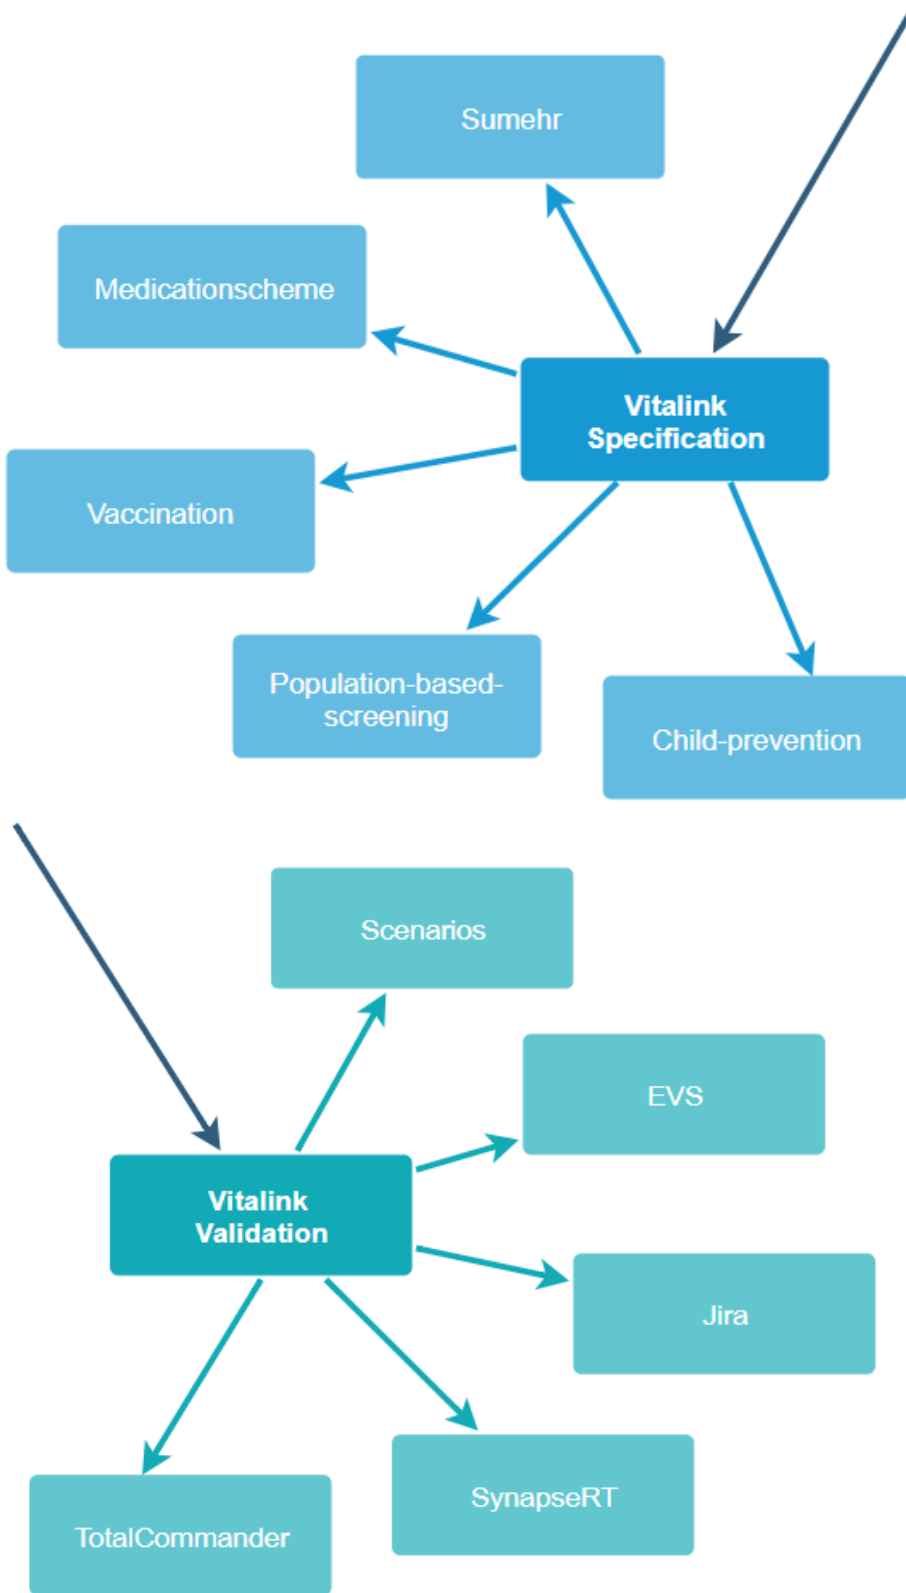 Sumehr
Medicationscheme
Vitalink
Specification
Vaccination
Population-based-
screening
Child-prevention
Scenarios
EVS
Vitalink
Validation
Jira
SynapseRT
TotalCommander